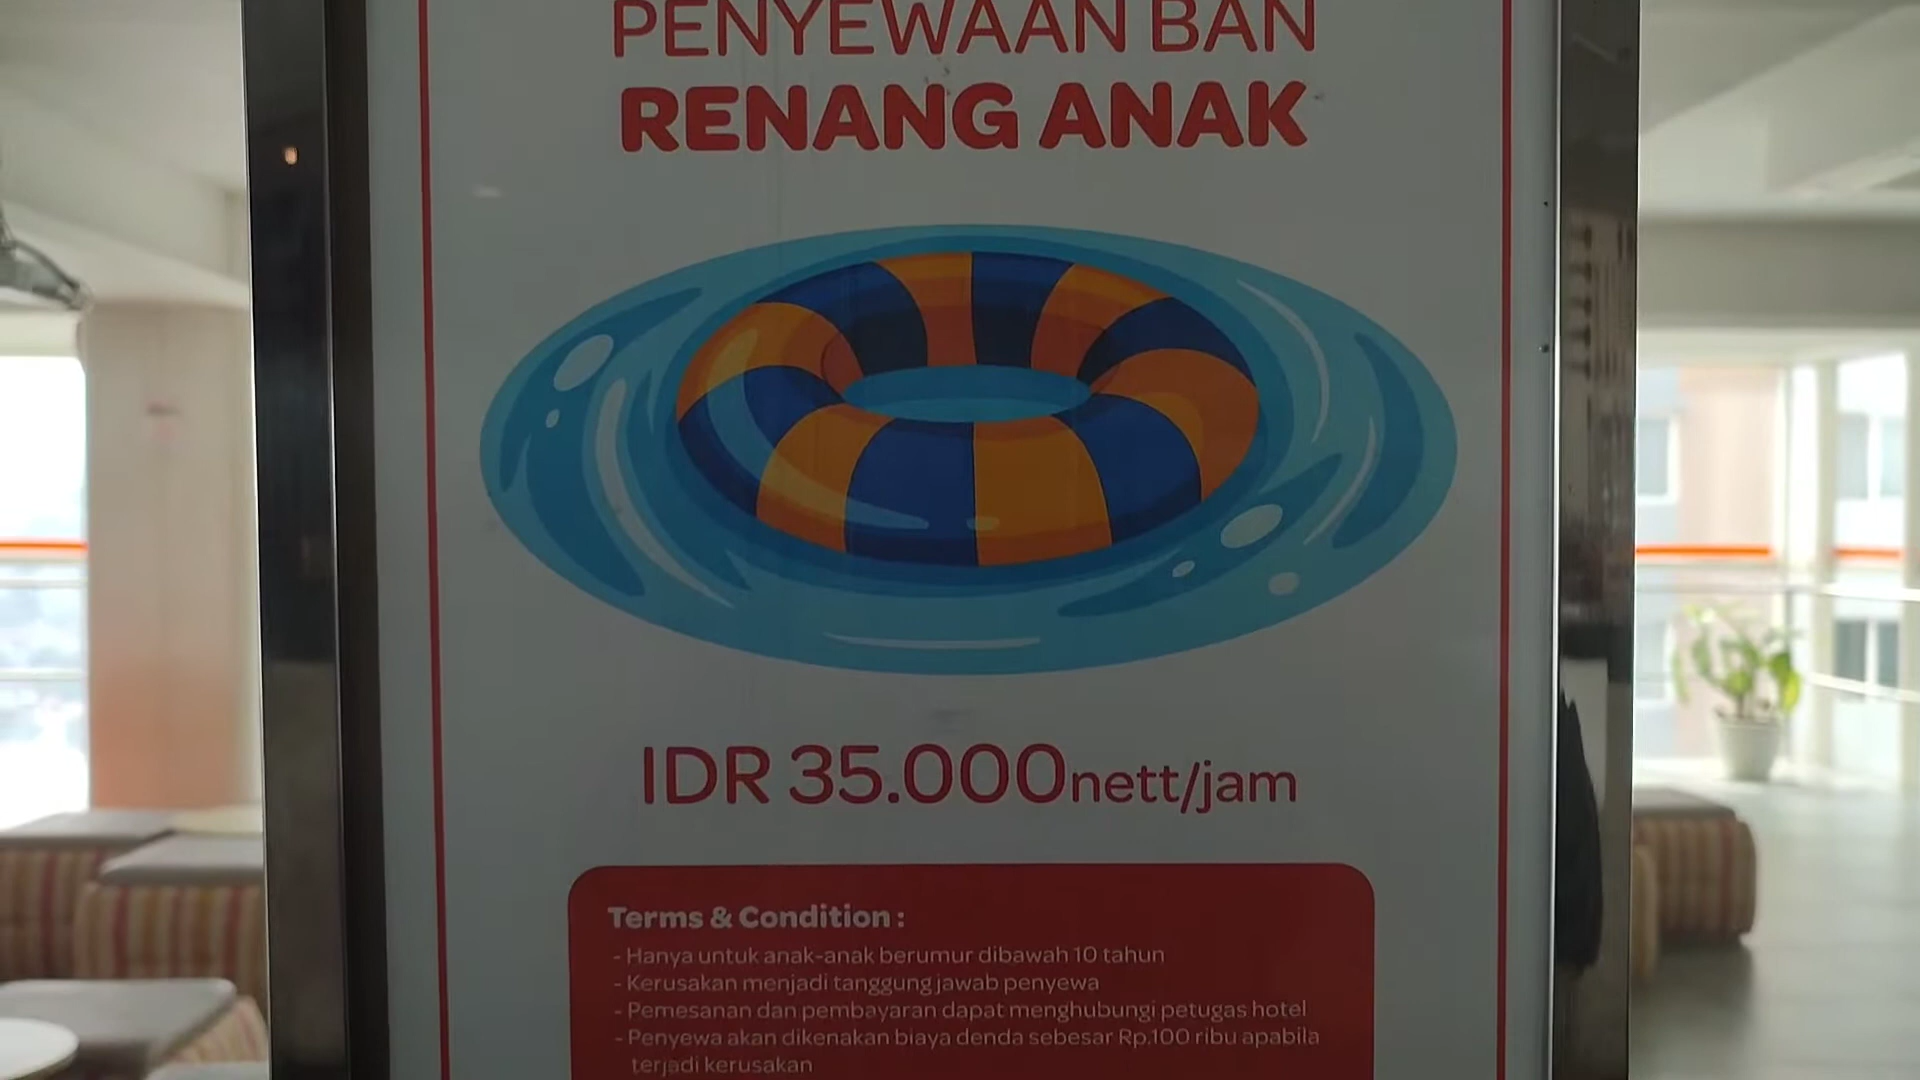 PENYEWAAN BAN
RENANG ANAK
IDR 35.000nett/jam
Terms & Condition :
- Hanya untuk anak-anak berumur dibawah 10 tahun
- Kerusakan menjadi tanggung jawab penyewa
- Pemesanan dan pembayaran dapat menghubungi petugas hotel
- Penyewa akan dikenakan biaya denda sebesar Rp.100 ribu apabila
terjadi kerusakan